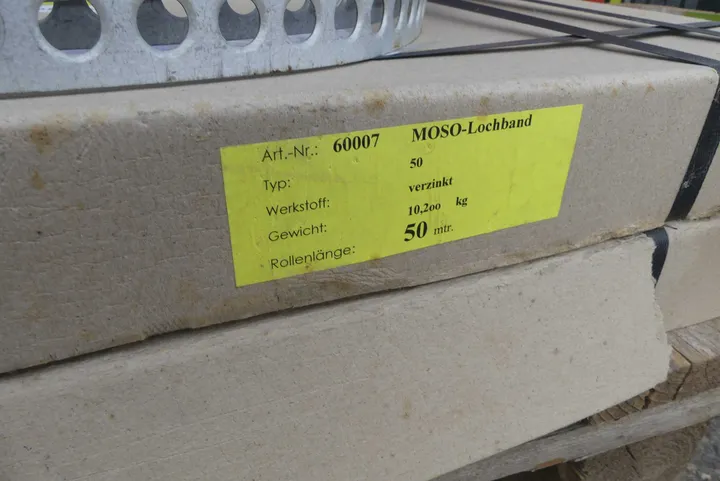 Art.-Nr.: 60007 MOSO-Lochband
Typ: 50
Werkstoff: verzinkt
Gewicht: 10,2oo kg
Rollenlänge: 50 mtr.